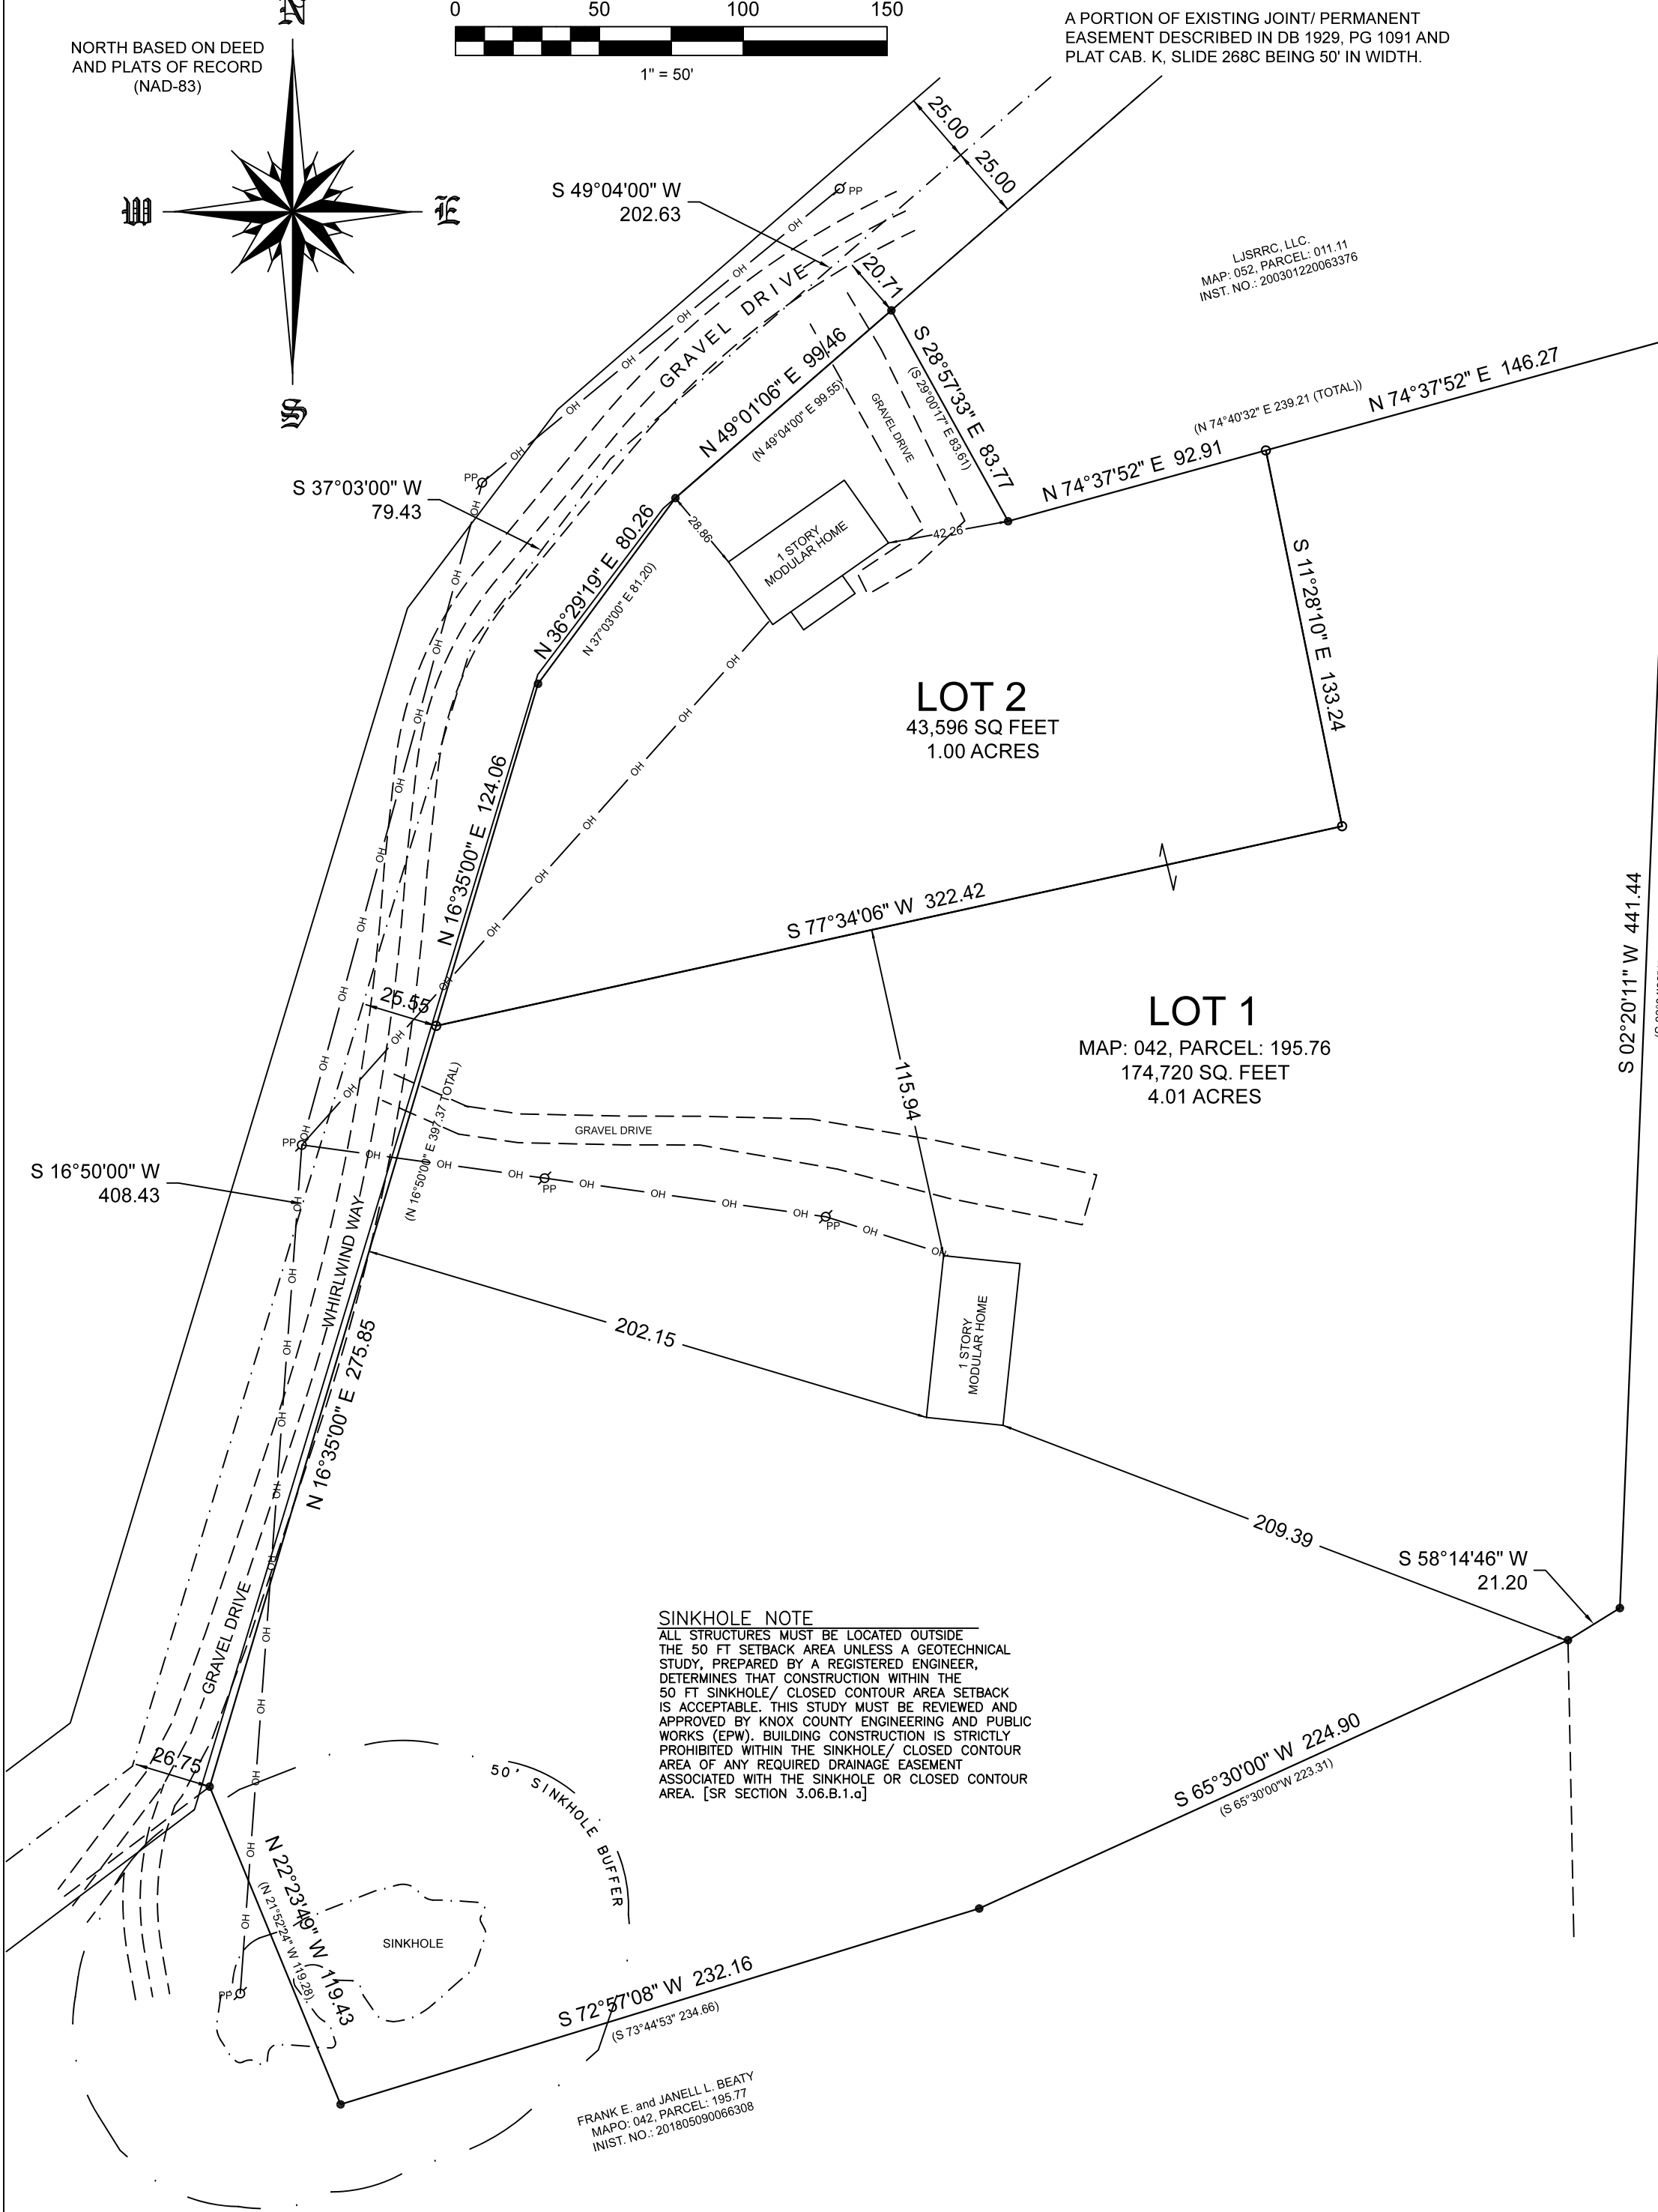 N
NORTH BASED ON DEED
AND PLATS OF RECORD
(NAD-83)
W
E
S
0 50 100 150
1" = 50'
A PORTION OF EXISTING JOINT/ PERMANENT
EASEMENT DESCRIBED IN DB 1929, PG 1091 AND
PLAT CAB. K, SLIDE 268C BEING 50' IN WIDTH.
25.00
25.00
PP
S 49°04'00" W
202.63
GRAVEL DRIVE
20.71
LJSRRC, LLC.
MAP: 052, PARCEL: 011.11
INST. NO.: 200301220063376
N 49°01'06" E 99.46
(N 49°04'00" E 99.55)
GRAVEL DRIVE
S 28°57'33" E 83.77
(S 29°00'17" E 83.61)
(N 74°40'32" E 239.21 (TOTAL))
N 74°37'52" E 146.27
N 74°37'52" E 92.91
PP
S 37°03'00" W
79.43
28.86
1 STORY
MODULAR HOME
42.26
N 36°29'19" E 80.26
N 37°03'00" E 81.20)
S 11°28'10" E 133.24
LOT 2
43,596 SQ FEET
1.00 ACRES
N 16°35'00" E 124.06
S 77°34'06" W 322.42
S 02°20'11" W 441.44
25.55
LOT 1
MAP: 042, PARCEL: 195.76
174,720 SQ. FEET
4.01 ACRES
115.94
OH
GRAVEL DRIVE
(N 16°50'00" E 397.37 TOTAL)
PP
PP
PP
S 16°50'00" W
408.43
WHIRLWIND WAY
202.15
1 STORY
MODULAR HOME
N 16°35'00" E 275.85
209.39
S 58°14'46" W
21.20
GRAVEL DRIVE
SINKHOLE NOTE
ALL STRUCTURES MUST BE LOCATED OUTSIDE
THE 50 FT SETBACK AREA UNLESS A GEOTECHNICAL
STUDY, PREPARED BY A REGISTERED ENGINEER,
DETERMINES THAT CONSTRUCTION WITHIN THE
50 FT SINKHOLE/ CLOSED CONTOUR AREA SETBACK
IS ACCEPTABLE. THIS STUDY MUST BE REVIEWED AND
APPROVED BY KNOX COUNTY ENGINEERING AND PUBLIC
WORKS (EPW). BUILDING CONSTRUCTION IS STRICTLY
PROHIBITED WITHIN THE SINKHOLE/ CLOSED CONTOUR
AREA OF ANY REQUIRED DRAINAGE EASEMENT
ASSOCIATED WITH THE SINKHOLE OR CLOSED CONTOUR
AREA. [SR SECTION 3.06.B.1.a]
26.75
50' SINKHOLE BUFFER
S 65°30'00" W 224.90
(S 65°30'00"W 223.31)
N 22°23'49" W 119.43
(N 21°52'24" W 119.28)
SINKHOLE
PP
S 72°57'08" W 232.16
(S 73°44'53" 234.66)
FRANK E. and JANELL L. BEATY
MAPO: 042, PARCEL: 195.77
INIST. NO.: 201805090066308